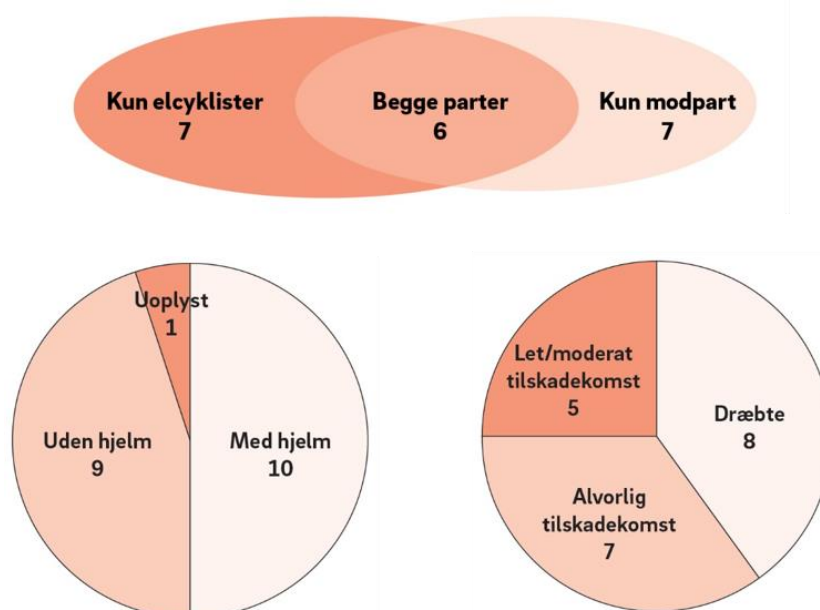 Kun elcyklister
7
Begge parter
6
Kun modpart
7
Uoplyst
1
Uden hjelm
9
Med hjelm
10
Let/moderat
tilskadekomst
5
Dræbte
8
Alvorlig
tilskadekomst
7